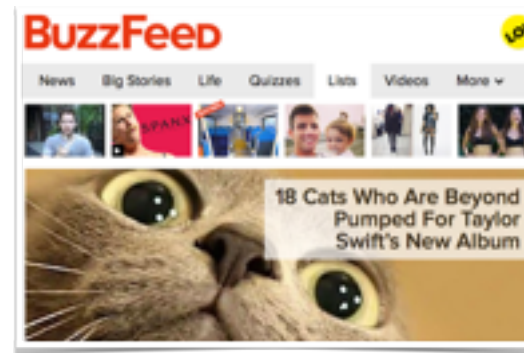 BuzzFeed
LOL
News Big Stories Life Quizzes Lists Videos More
SPANX
18 Cats Who Are Beyond
Pumped For Taylor
Swift's New Album